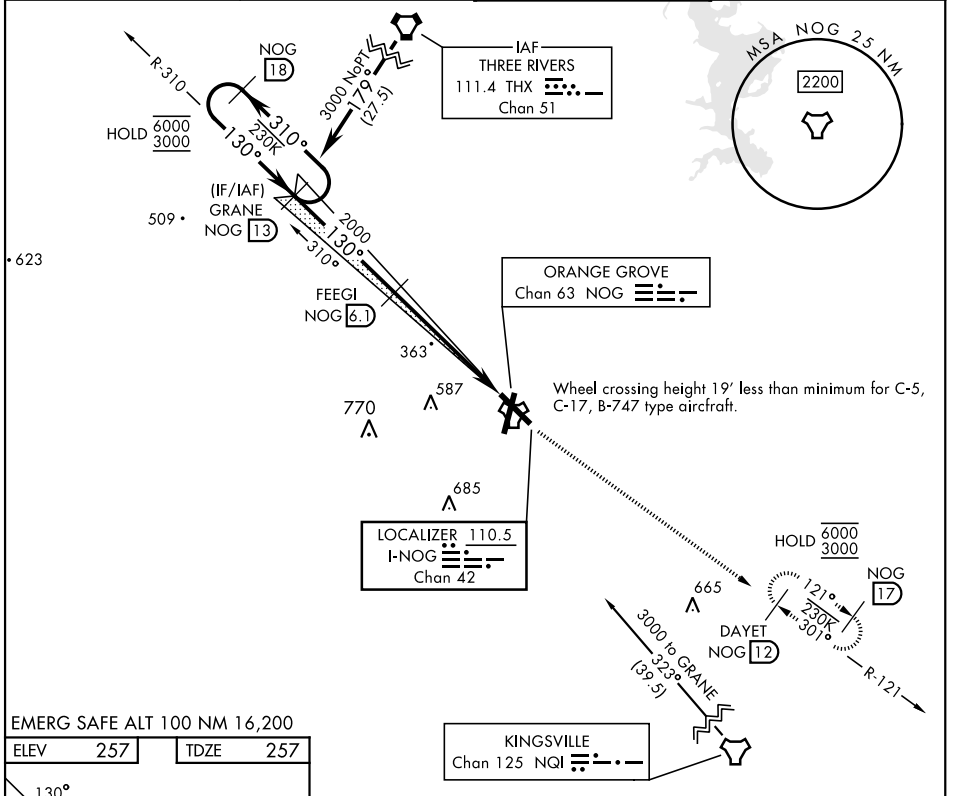 R-310
NOG
18
HOLD 6000
3000
310°
230K
130°
3000 NoPT
179°
(27.5)
IAF
THREE RIVERS
111.4 THX
Chan 51
MSA NOG 25 NM
2200
(IF/IAF)
GRANE
NOG 13
509
623
2000
130°
310°
FEEGI
NOG 6.1
363
ORANGE GROVE
Chan 63 NOG
587
770
Wheel crossing height 19' less than minimum for C-5,
C-17, B-747 type aircfraft.
685
LOCALIZER 110.5
I-NOG
Chan 42
HOLD 6000
3000
NOG
17
121°
230K
301°
665
DAYET
NOG 12
R-121
3000 to GRANE
323°
(39.5)
KINGSVILLE
Chan 125 NQI
EMERG SAFE ALT 100 NM 16,200
ELEV 257 TDZE 257
130°